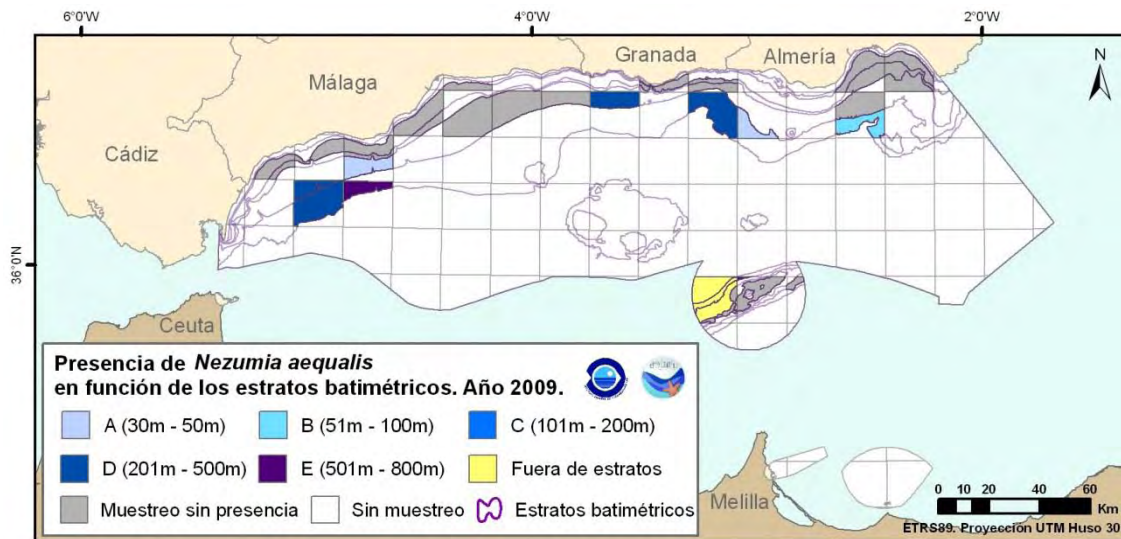 6°0'W 4°0'W 2°0'W
Granada Almería
N
Málaga
Cádiz
36°0'N
Ceuta
Presencia de Nezumia aequalis
en función de los estratos batimétricos. Año 2009.
A (30m - 50m) B (51m - 100m) C (101m - 200m)
D (201m - 500m) E (501m - 800m) Fuera de estratos
Muestreo sin presencia Sin muestreo Estratos batimétricos
Melilla
0 10 20 40 60
Km
ETRS89. Proyección UTM Huso 30